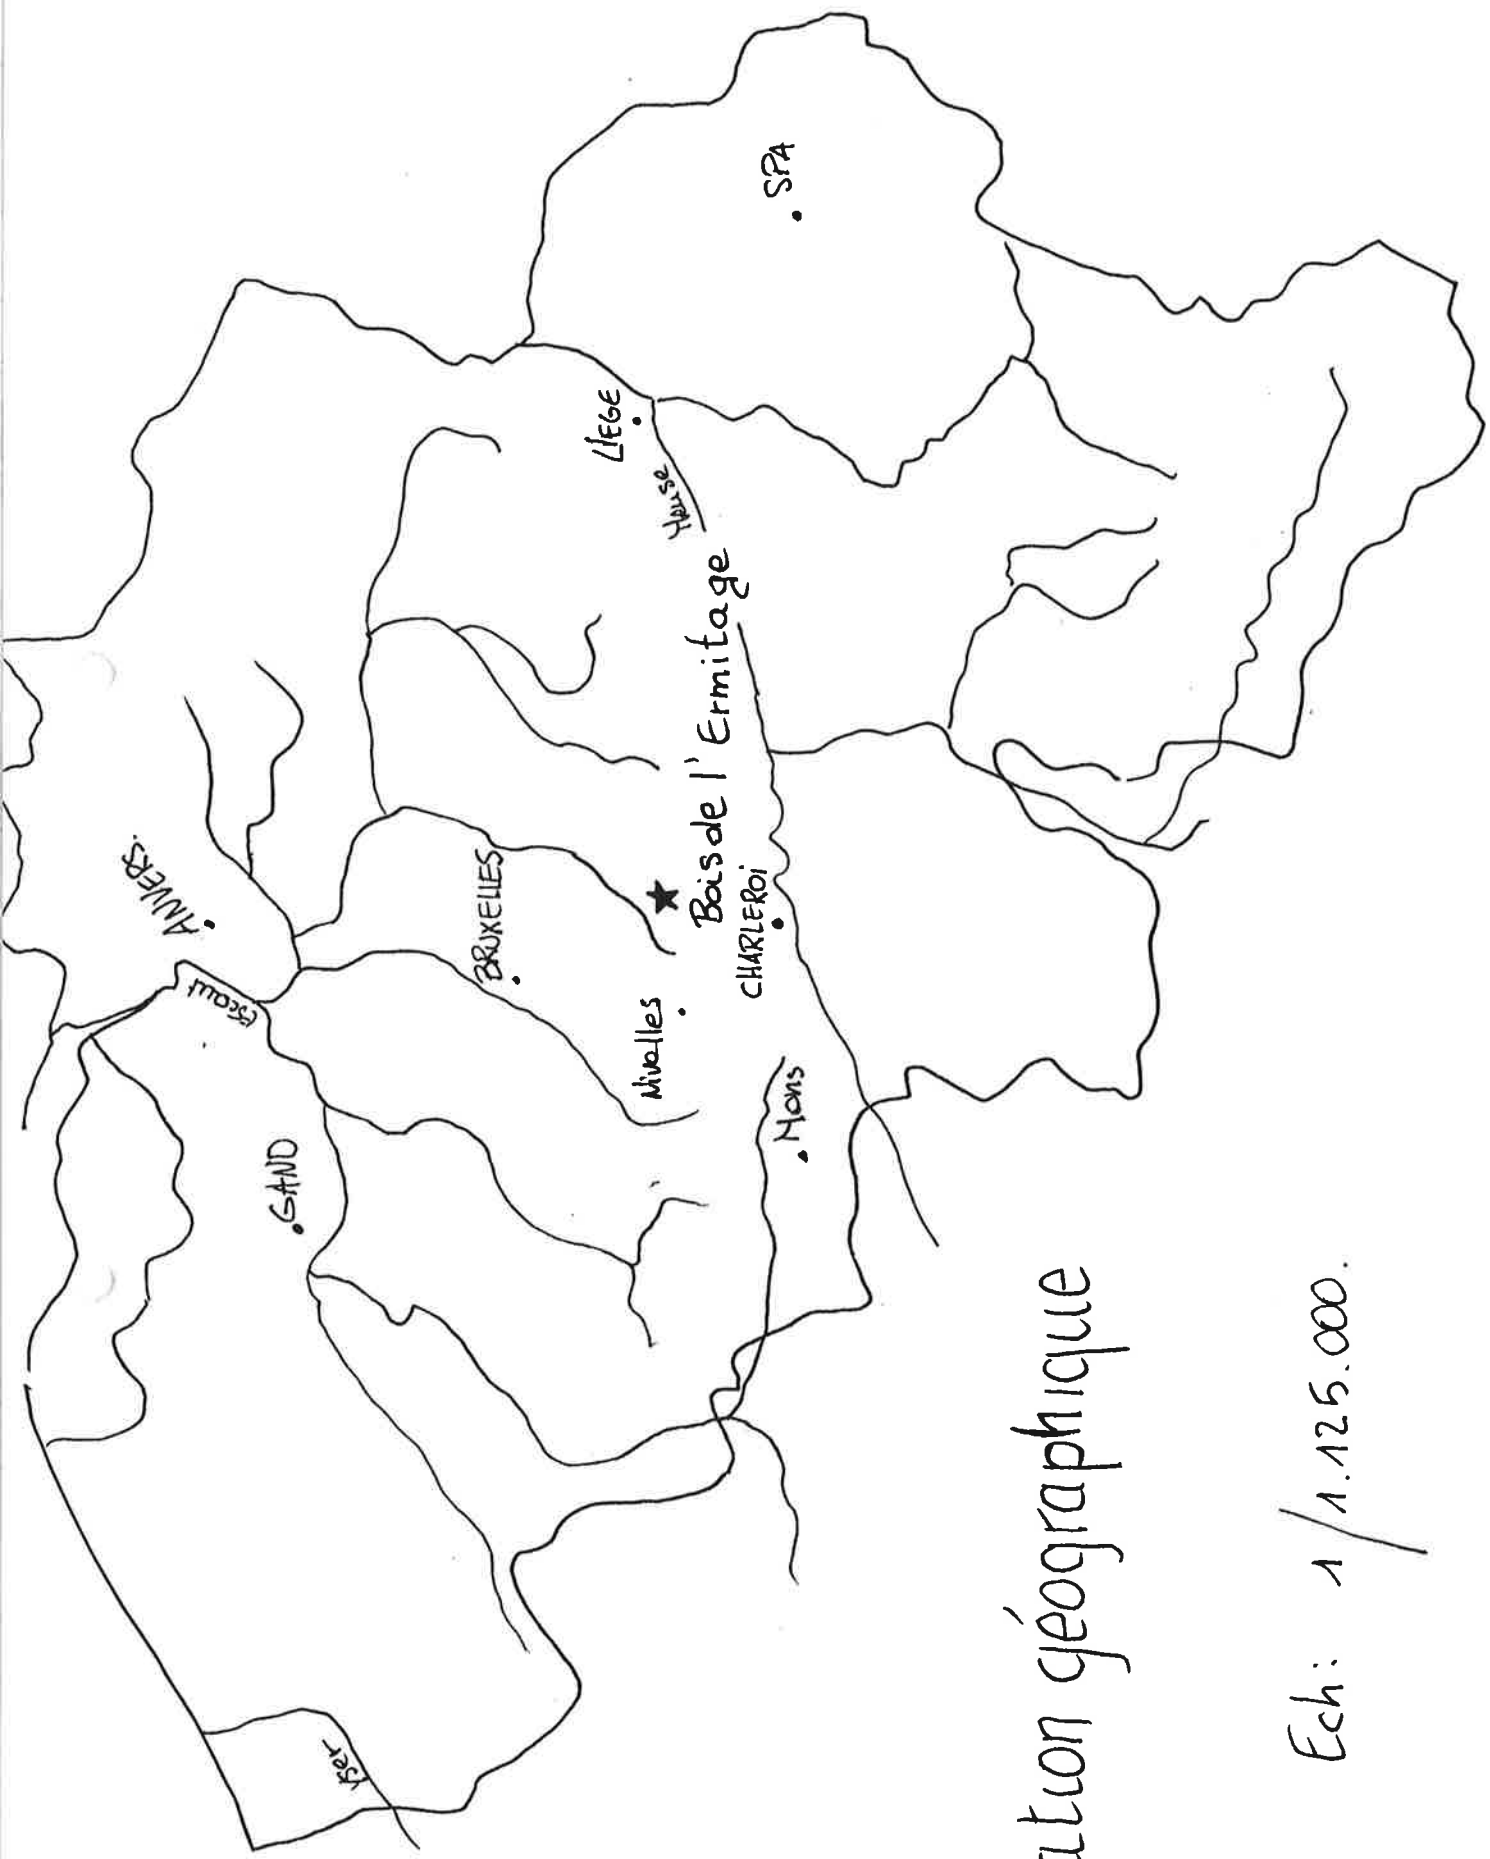 ANVERS.
Escaut
GAND
Yser
BRUXELLES
LIEGE
Meuse
Nivelles
Bois de l'Ermitage
CHARLEROI
Mons
SPA
ation géographique
Ech: 1/1.125.000.